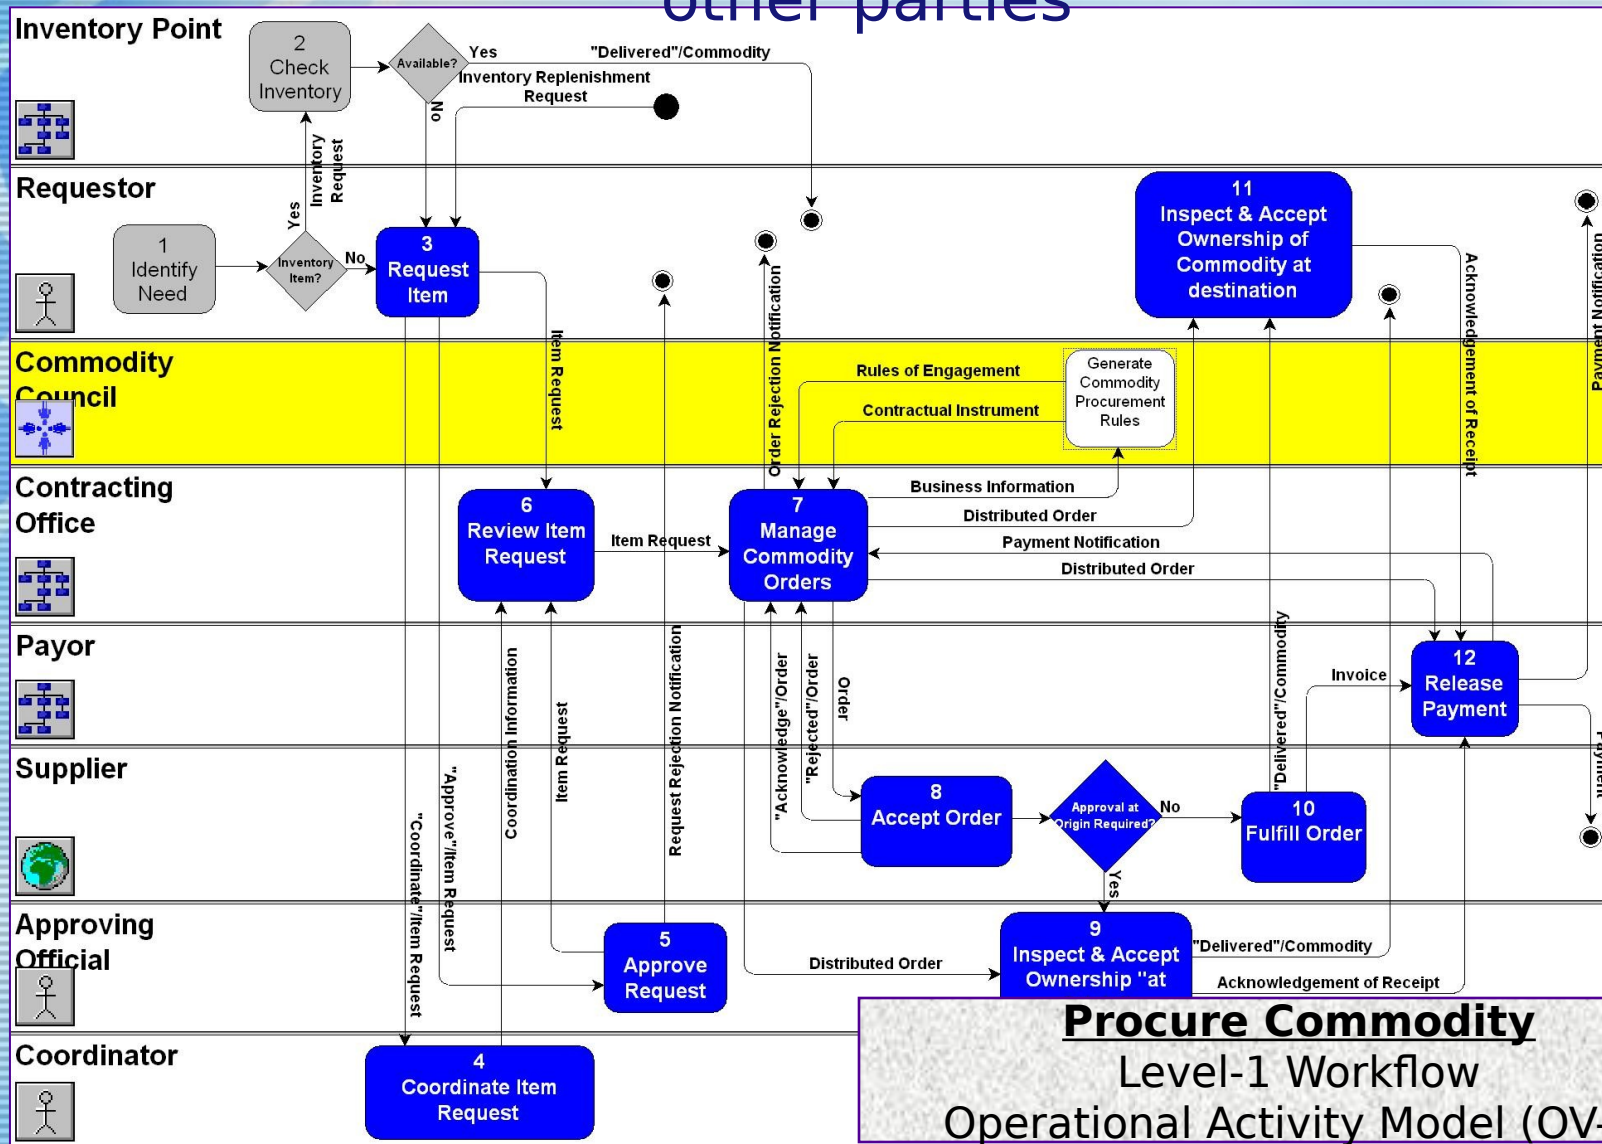 other parties
Inventory Point
2
Check
Inventory
Available?
Yes
"Delivered"/Commodity
Inventory Replenishment
Request
No
Inventory
Request
Requestor
1
Identify
Need
Yes
Inventory
Item?
No
3
Request
Item
11
Inspect & Accept
Ownership of
Commodity at
destination
Item Request
Order Rejection Notification
Acknowledgement of Receipt
Payment Notification
Commodity
Council
Rules of Engagement
Contractual Instrument
Generate
Commodity
Procurement
Rules
Contracting
Office
6
Review Item
Request
Item Request
7
Manage
Commodity
Orders
Business Information
Distributed Order
Payment Notification
Distributed Order
Payor
Coordination Information
Item Request
Request Rejection Notification
"Acknowledge"/Order
"Rejected"/Order
Order
"Delivered"/Commodity
Invoice
12
Release
Payment
Payment
Supplier
"Coordinate"/Item Request
"Approve"/Item Request
8
Accept Order
Approval at
Origin Required?
No
Yes
10
Fulfill Order
Approving
Official
5
Approve
Request
Distributed Order
9
Inspect & Accept
Ownership "at
"Delivered"/Commodity
Acknowledgement of Receipt
Coordinator
4
Coordinate Item
Request
Procure Commodity
Level-1 Workflow
Operational Activity Model (OV-